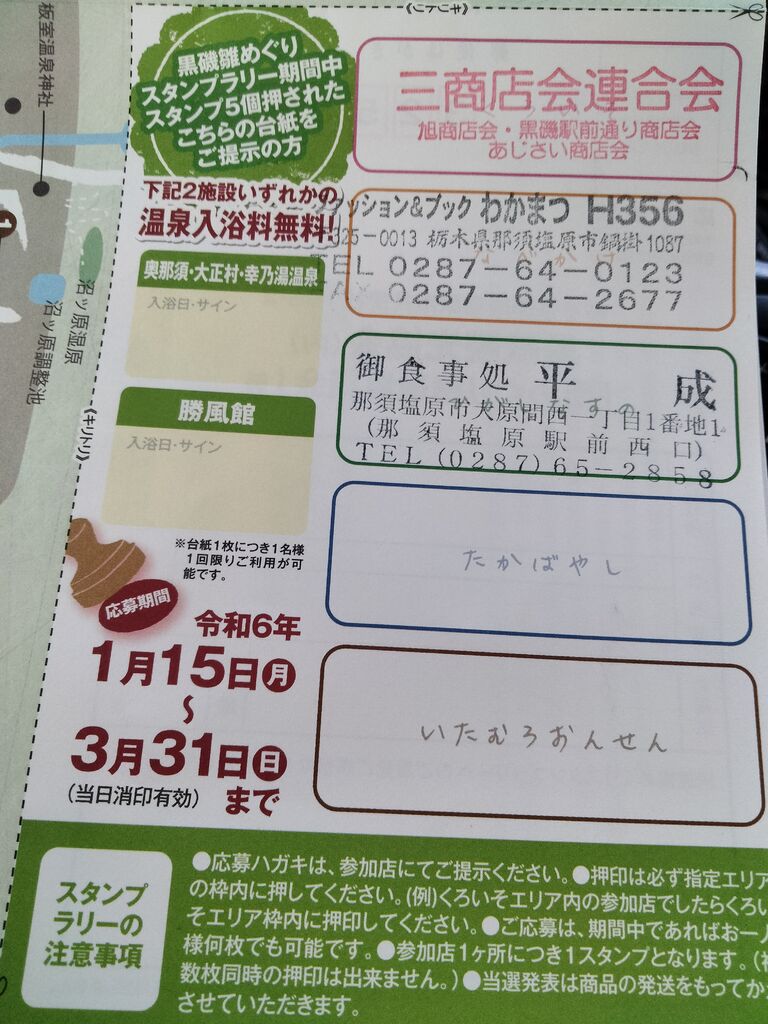 《キリトリ》
板室温泉神社
沼ッ原湿原
沼ッ原調整池
《キリトリ》
黒磯雛めぐり
スタンプラリー期間中
スタンプ5個押された
こちらの台紙を
ご提示の方
下記2施設いずれかの
温泉入浴料無料!
奥那須・大正村・幸乃湯温泉
入浴日・サイン
勝風館
入浴日・サイン
※台紙1枚につき1名様
1回限りご利用が可
能です。
応募期間
令和6年
1月15日(月)
〜
3月31日(日)
(当日消印有効) まで
三商店会連合会
旭商店会・黒磯駅前通り商店会
あじさい商店会
ァッション&ブック わかまつ H356
325-0013 栃木県那須塩原市鍋掛1087
なべかけ
TEL 0287-64-0123
FAX 0287-64-2677
御食事処 平 成
那須塩原市大原間西一丁目1番地1
(那須塩原駅前西口)
TEL (0287) 65-2858
たかばやし
いたむろおんせん
スタンプ
ラリーの
注意事項
●応募ハガキは、参加店にてご提示ください。●押印は必ず指定エリア
の枠内に押してください。(例)くろいそエリア内の参加店でしたらくろい
そエリア枠内に押印してください。●ご応募は、期間中であればお一人
様何枚でも可能です。●参加店1ヶ所につき1スタンプとなります。(
数枚同時の押印は出来ません。)●当選発表は商品の発送をもってか
させていただきます。